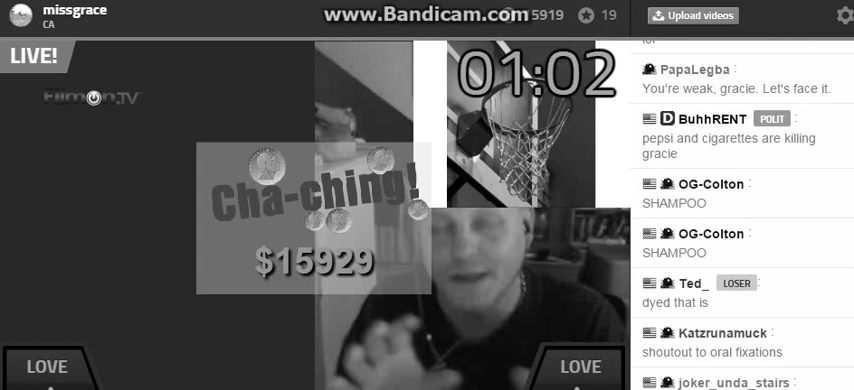 missgrace
CA
www.Bandicam.com
15919
19
Upload videos
LIVE!
FilmOn.TV
01:02
Cha-ching!
$15929
LOVE
LOVE
PapaLegba :
You're weak, gracie. Let's face it.
D BuhhRENT POLIT :
pepsi and cigarettes are killing
gracie
OG-Colton :
SHAMPOO
OG-Colton :
SHAMPOO
Ted_ LOSER :
dyed that is
Katzrunamuck :
shoutout to oral fixations
joker_unda_stairs :